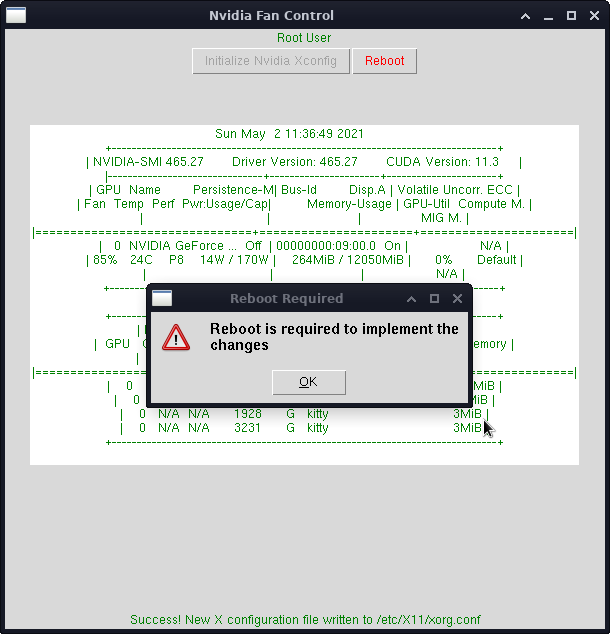 Nvidia Fan Control
Root User
Initialize Nvidia Xconfig Reboot
Sun May 2 11:36:49 2021
+-----------------------------------------------------------------------------+
| NVIDIA-SMI 465.27 Driver Version: 465.27 CUDA Version: 11.3 |
|-------------------------------+----------------------+----------------------+
| GPU Name Persistence-M| Bus-Id Disp.A | Volatile Uncorr. ECC |
| Fan Temp Perf Pwr:Usage/Cap| Memory-Usage | GPU-Util Compute M. |
| | | MIG M. |
|===============================+======================+======================|
| 0 NVIDIA GeForce ... Off | 00000000:09:00.0 On | N/A |
| 85% 24C P8 14W / 170W | 264MiB / 12050MiB | 0% Default |
| | | N/A |
Reboot Required
Reboot is required to implement the
changes
OK
| GPU
| 0 MiB |
| 0 MiB |
| 0 N/A N/A 1928 G kitty 3MiB |
| 0 N/A N/A 3231 G kitty 3MiB |
+-----------------------------------------------------------------------------+
Success! New X configuration file written to /etc/X11/xorg.conf